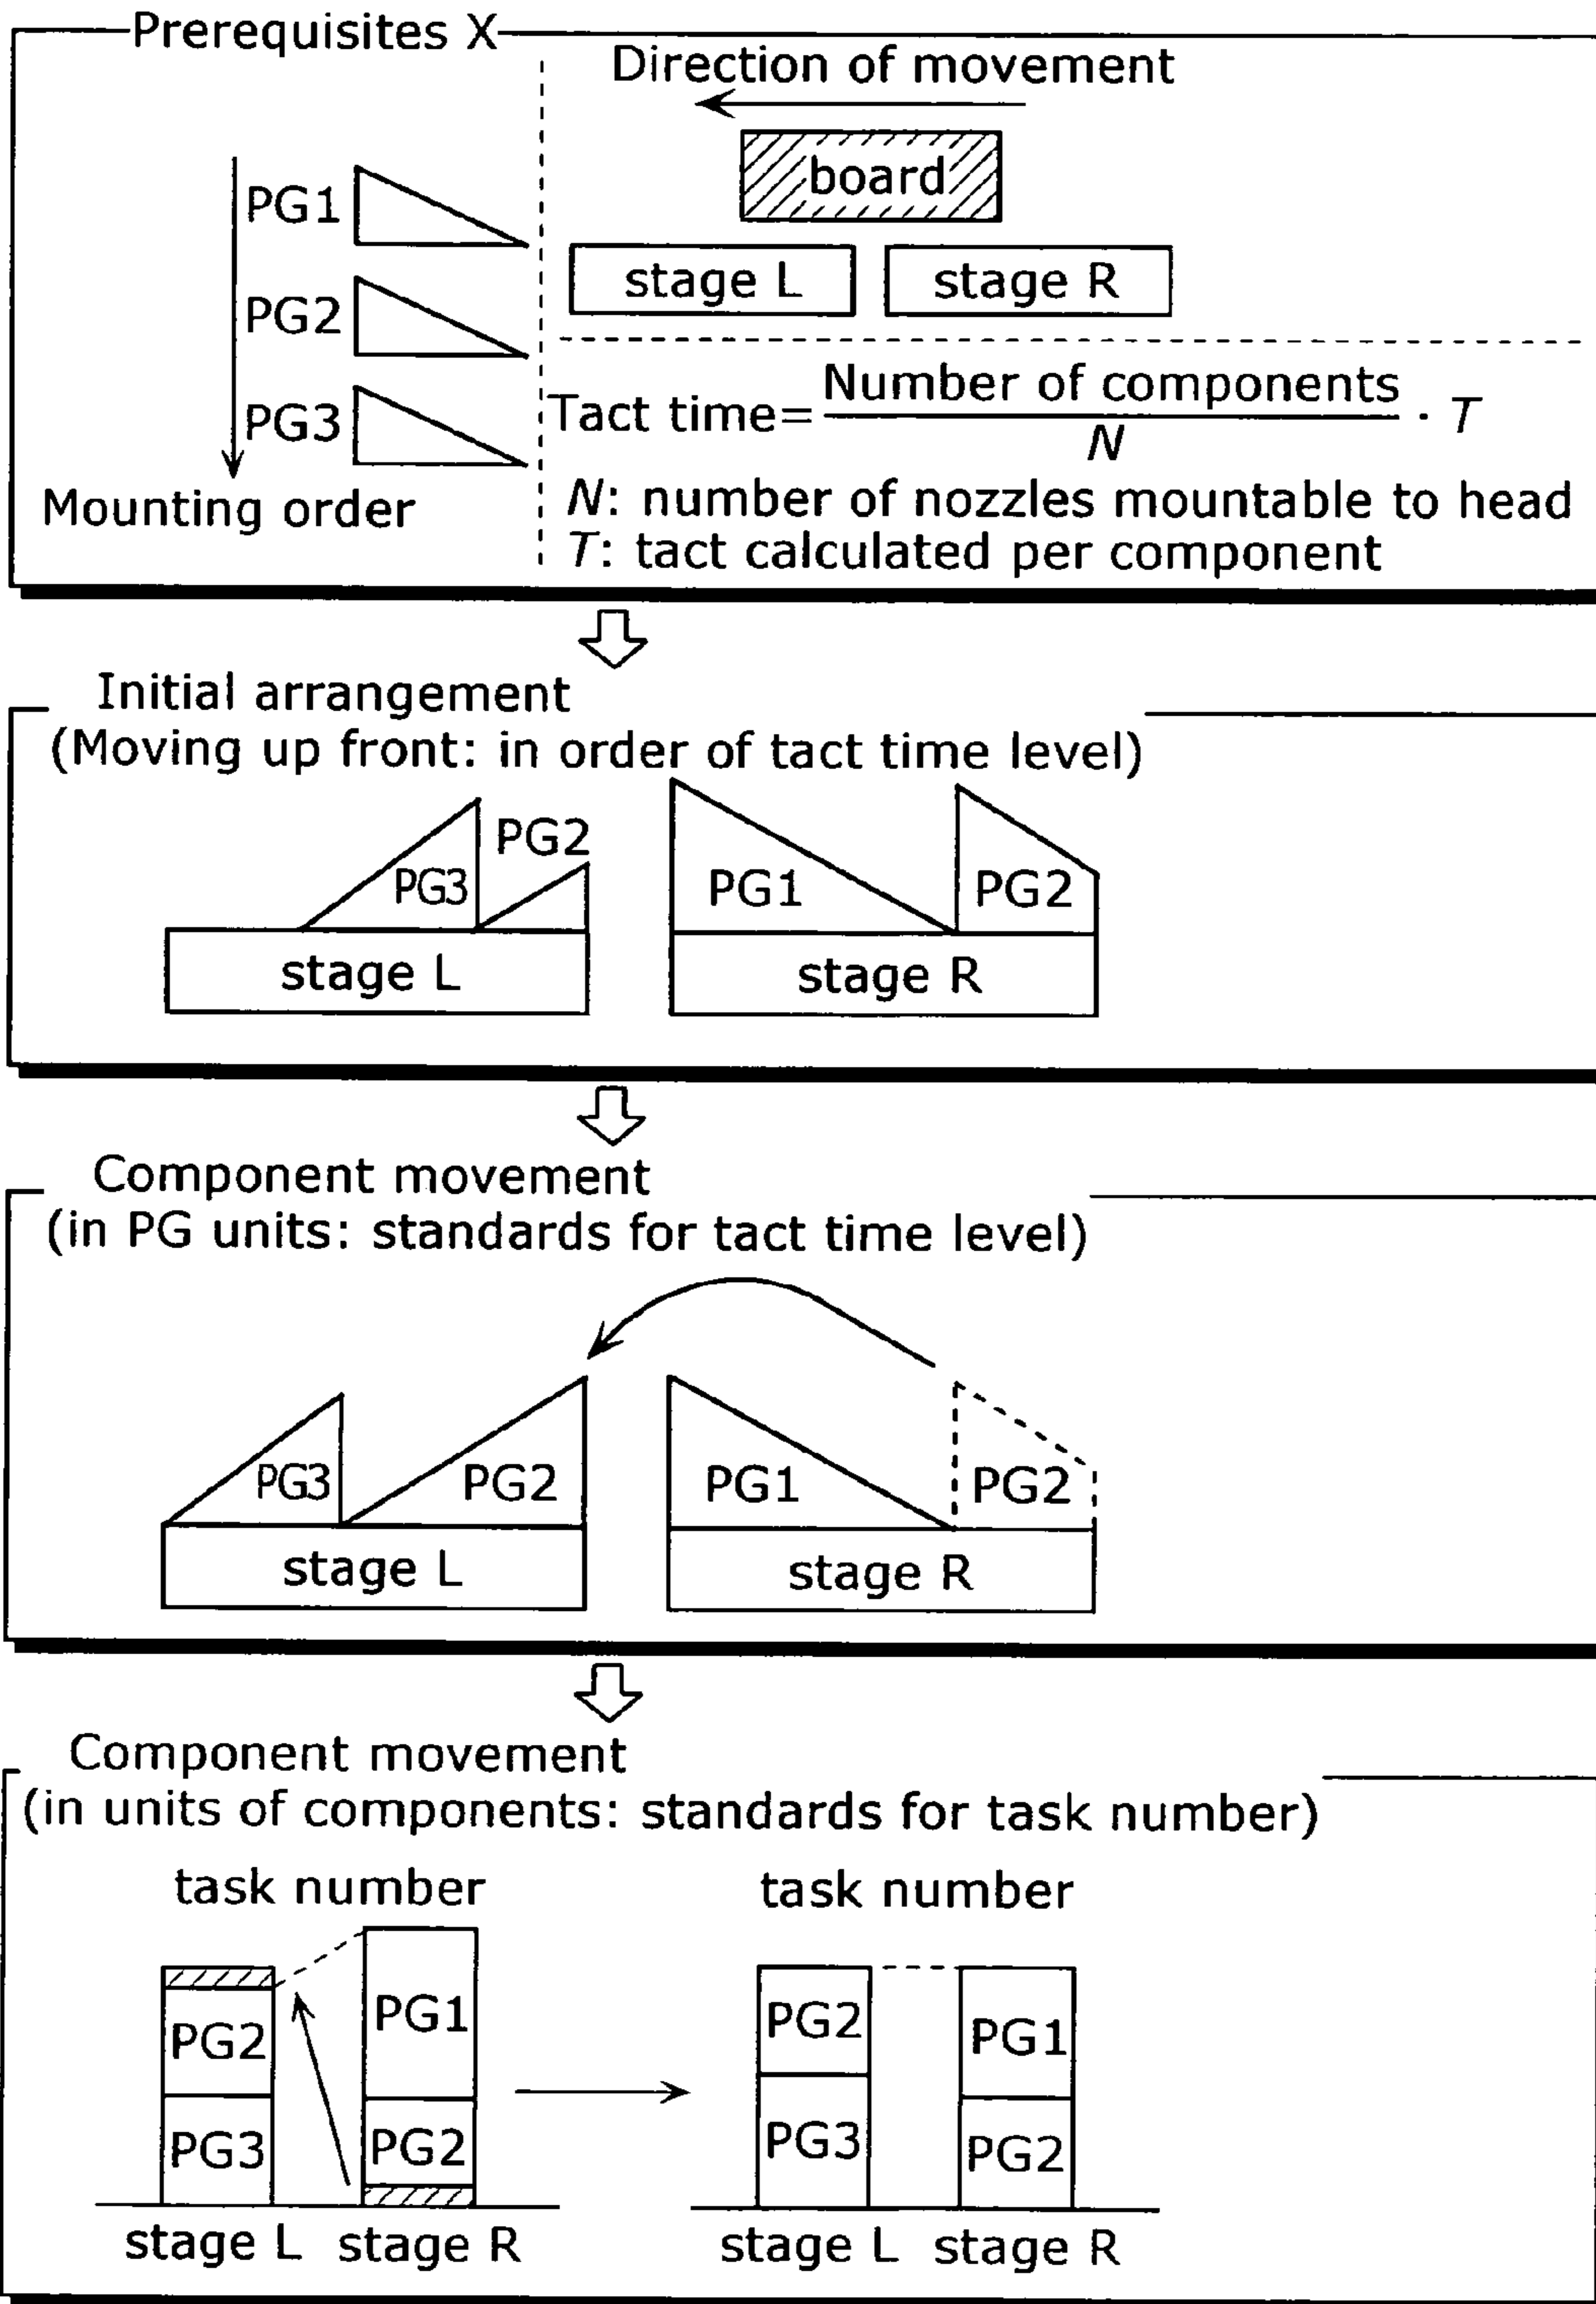 Prerequisites X
Direction of movement
board
PG1
stage L
stage R
PG2
PG3
Mounting order
Tact time= Number of components / N · T
N: number of nozzles mountable to head
T: tact calculated per component
Initial arrangement
(Moving up front: in order of tact time level)
PG3
PG2
PG1
PG2
stage L
stage R
Component movement
(in PG units: standards for tact time level)
PG3
PG2
PG1
PG2
stage L
stage R
Component movement
(in units of components: standards for task number)
task number
task number
PG2
PG1
PG3
PG2
stage L
stage R
PG2
PG1
PG3
PG2
stage L
stage R